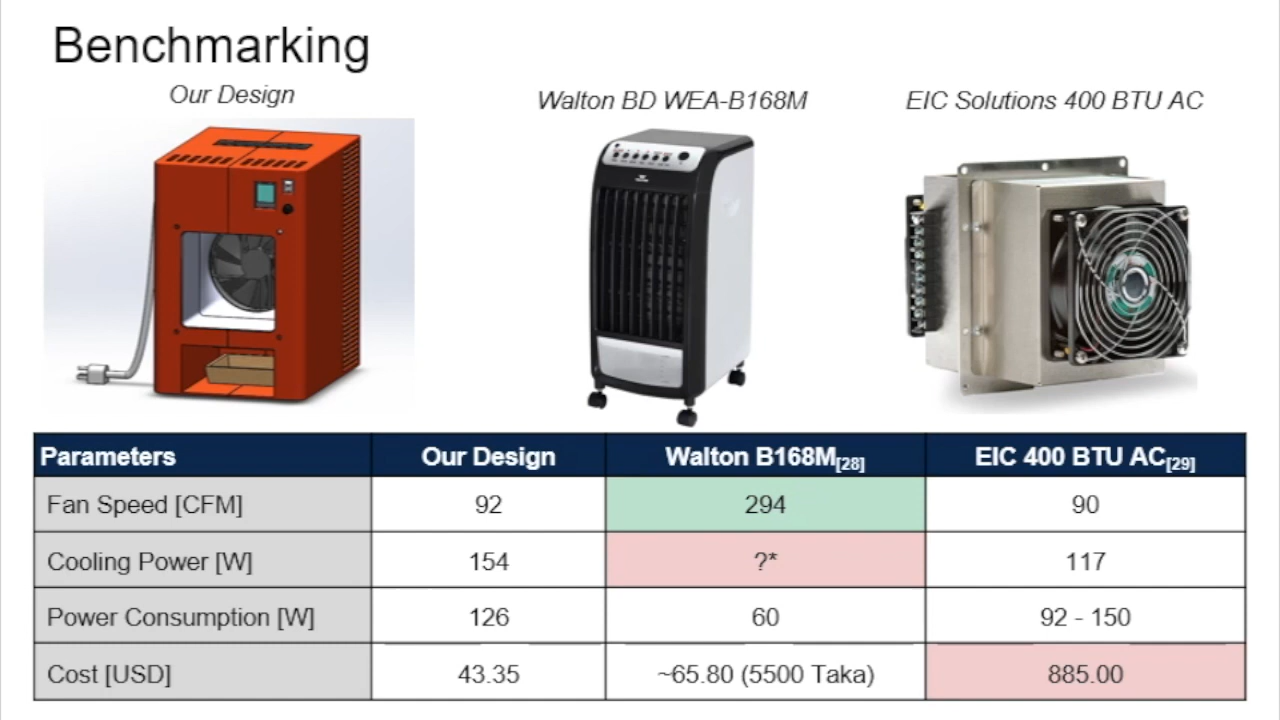 Benchmarking
Our Design
Walton BD WEA-B168M
EIC Solutions 400 BTU AC
Parameters Our Design Walton B168M[28] EIC 400 BTU AC[29]
Fan Speed [CFM] 92 294 90
Cooling Power [W] 154 ?* 117
Power Consumption [W] 126 60 92 - 150
Cost [USD] 43.35 ~65.80 (5500 Taka) 885.00